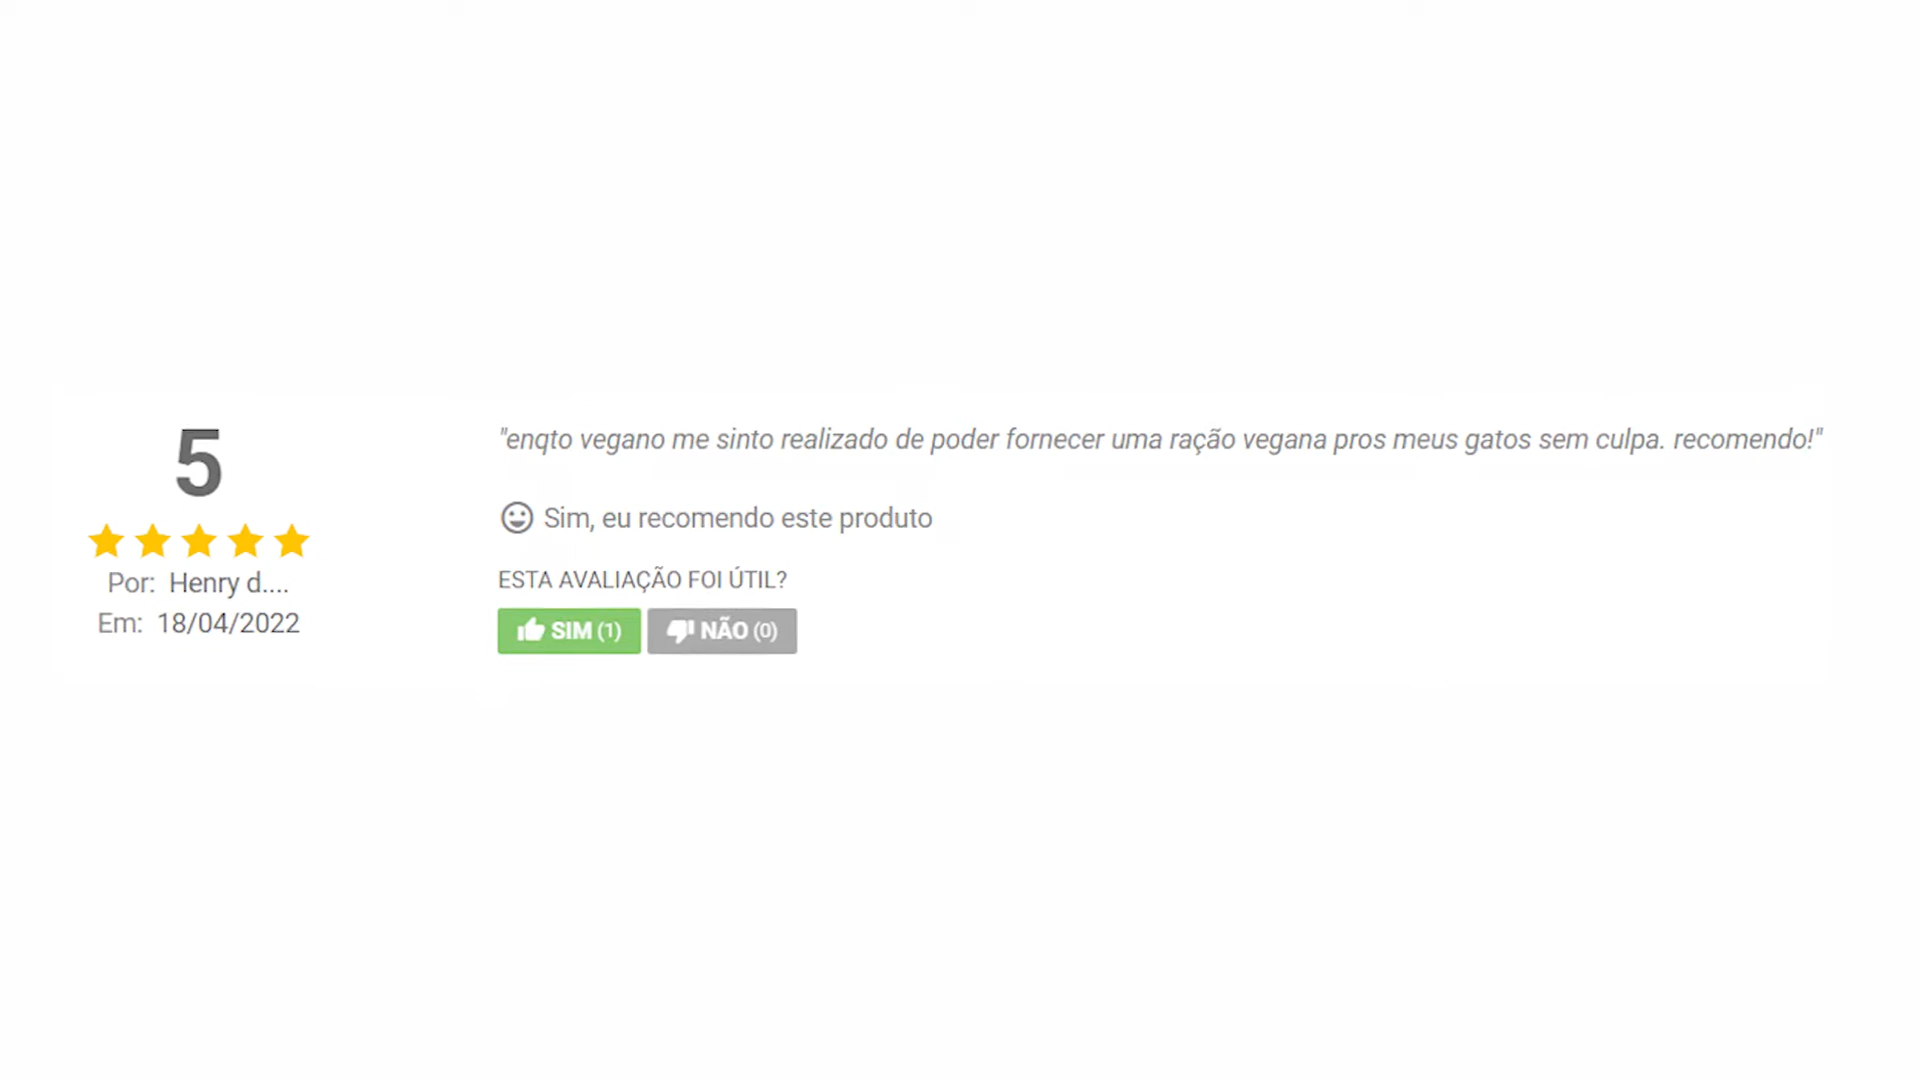 5
Por: Henry d....
Em: 18/04/2022
"enqto vegano me sinto realizado de poder fornecer uma ração vegana pros meus gatos sem culpa. recomendo!"
Sim, eu recomendo este produto
ESTA AVALIAÇÃO FOI ÚTIL?
SIM (1) NÃO (0)